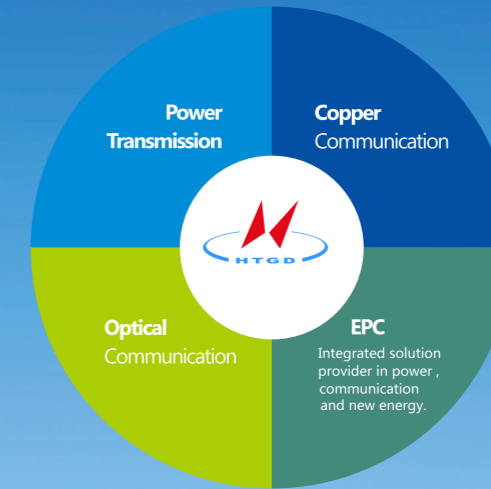 Power
Transmission
Copper
Communication
HTGD
Optical
Communication
EPC
Integrated solution
provider in power ,
communication
and new energy.